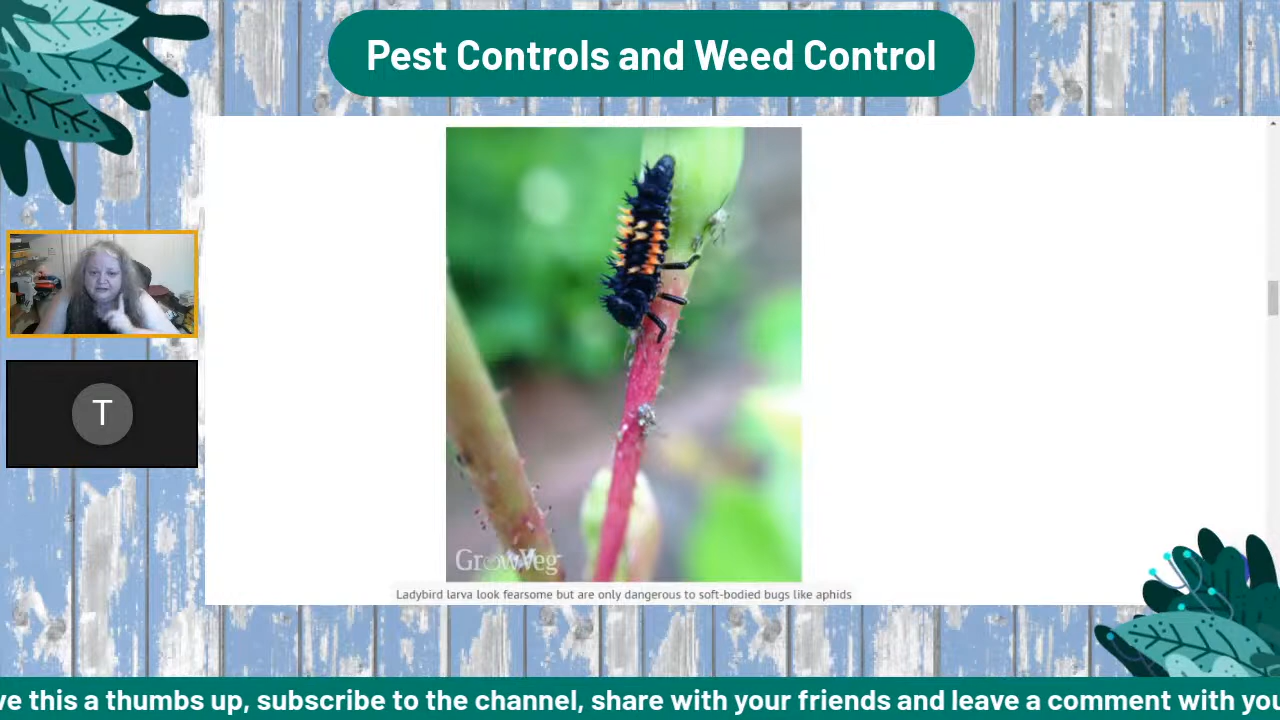 Pest Controls and Weed Control
T
GrowVeg
Ladybird larva look fearsome but are only dangerous to soft-bodied bugs like aphids
ve this a thumbs up, subscribe to the channel, share with your friends and leave a comment with you